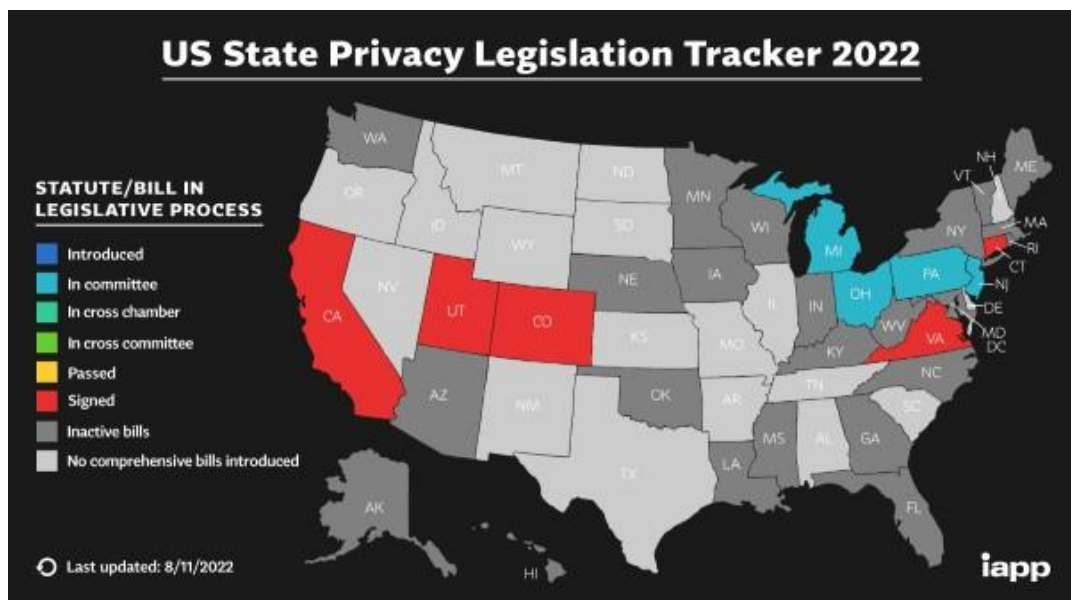 US State Privacy Legislation Tracker 2022
STATUTE/BILL IN
LEGISLATIVE PROCESS
Introduced
In committee
In cross chamber
In cross committee
Passed
Signed
Inactive bills
No comprehensive bills introduced
Last updated: 8/11/2022
WA
OR
CA
ID
NV
MT
WY
UT
AZ
CO
NM
ND
SD
NE
KS
OK
TX
MN
IA
MO
AR
LA
WI
IL
MI
IN
OH
KY
TN
MS
AL
GA
FL
SC
NC
VA
WV
PA
NY
VT
NH
ME
MA
RI
CT
NJ
DE
MD
DC
AK
HI
iapp